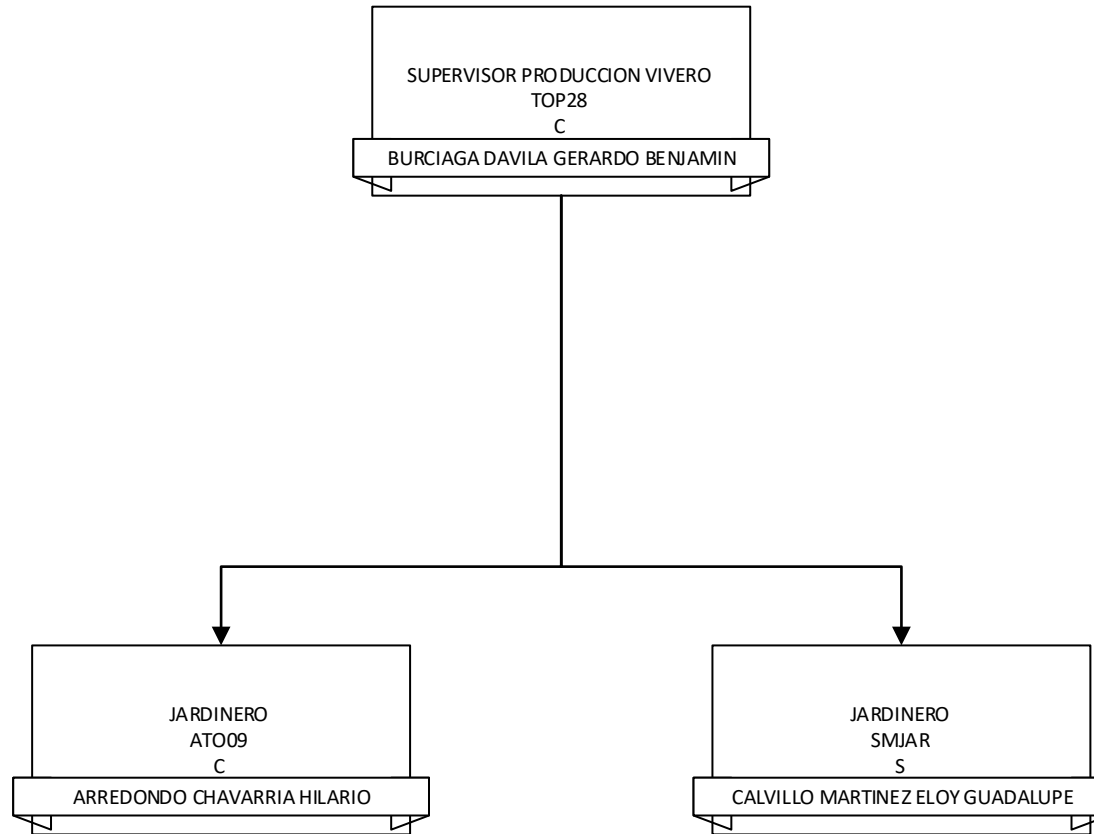 SUPERVISOR PRODUCCION VIVERO
TOP28
C
BURCIAGA DAVILA GERARDO BENJAMIN
JARDINERO
ATO09
C
ARREDONDO CHAVARRIA HILARIO
JARDINERO
SMJAR
S
CALVILLO MARTINEZ ELOY GUADALUPE